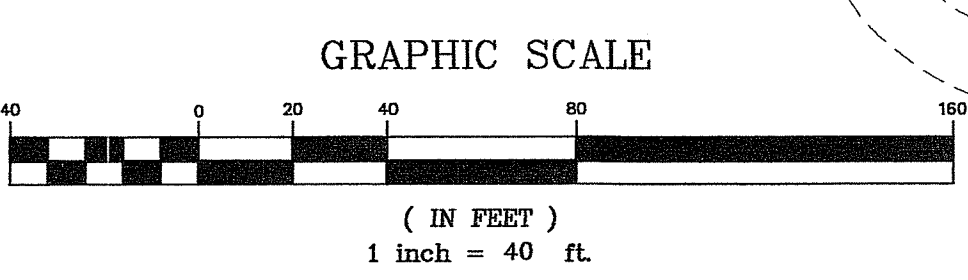 GRAPHIC SCALE
40 0 20 40 80 160
( IN FEET )
1 inch = 40 ft.